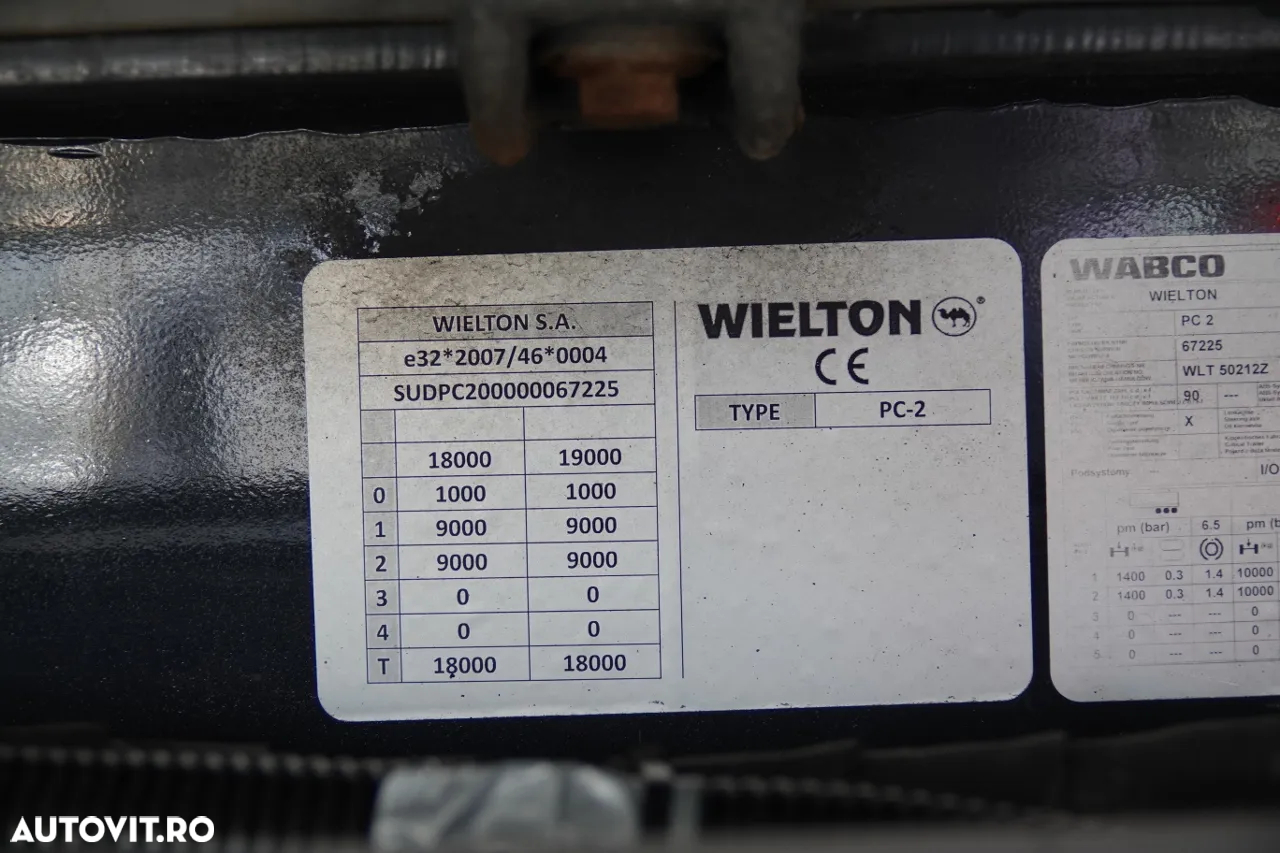 WIELTON S.A.
e32*2007/46*0004
SUDPC200000067225
18000 19000
0 1000 1000
1 9000 9000
2 9000 9000
3 0 0
4 0 0
T 18000 18000
WIELTON ®
CE
TYPE PC-2
WABCO
WIELTON
PC 2
67225
WLT 50212Z
90 ---
X
Podsystemy I/O
pm (bar) 6.5 pm (b
1 1400 0.3 1.4 10000
2 1400 0.3 1.4 10000
3 0 --- --- 0
4 0 --- --- 0
5 0 --- --- 0
AUTOVIT.RO